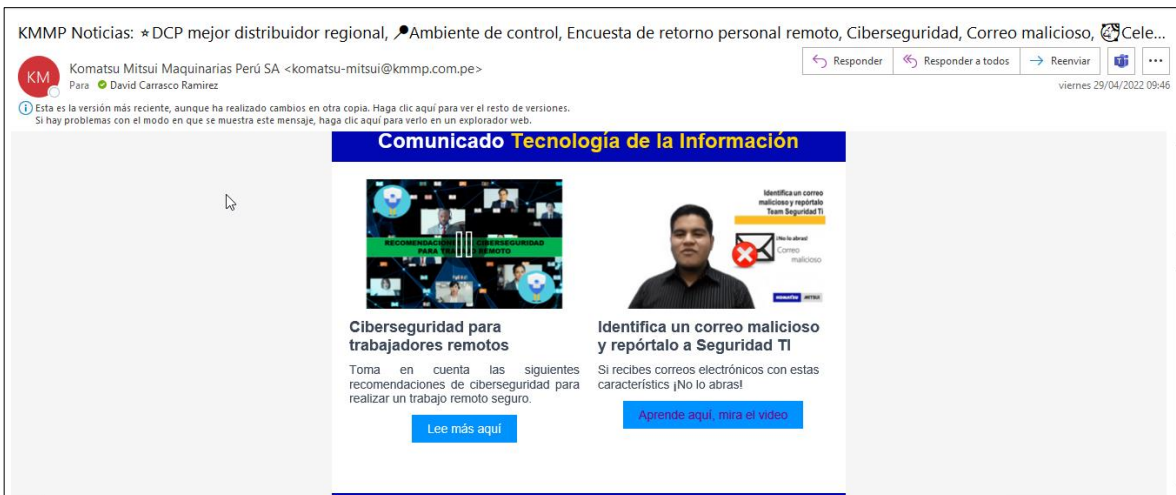 KMMP Noticias: ⭐DCP mejor distribuidor regional, 🔎Ambiente de control, Encuesta de retorno personal remoto, Ciberseguridad, Correo malicioso, Cele...
KM
Komatsu Mitsui Maquinarias Perú SA <komatsu-mitsui@kmmp.com.pe>
Para David Carrasco Ramirez
Responder
Responder a todos
Reenviar
viernes 29/04/2022 09:46
Esta es la versión más reciente, aunque ha realizado cambios en otra copia. Haga clic aquí para ver el resto de versiones.
Si hay problemas con el modo en que se muestra este mensaje, haga clic aquí para verlo en un explorador web.
Comunicado Tecnología de la Información
RECOMENDACIONES CIBERSEGURIDAD
PARA TRABAJO REMOTO
Identifica un correo
malicioso y repórtalo
Team Seguridad TI
¡No lo abras!
Correo
malicioso
KOMATSU MITSUI
Ciberseguridad para
trabajadores remotos
Toma en cuenta las siguientes
recomendaciones de ciberseguridad para
realizar un trabajo remoto seguro.
Lee más aquí
Identifica un correo malicioso
y repórtalo a Seguridad TI
Si recibes correos electrónicos con estas
característics ¡No lo abras!
Aprende aquí, mira el video